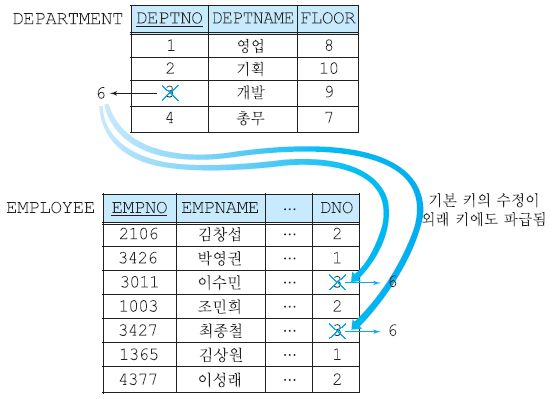 DEPARTMENT DEPTNO DEPTNAME FLOOR
1 영업 8
2 기획 10
6 3 개발 9
4 총무 7
기본 키의 수정이
외래 키에도 파급됨
EMPLOYEE EMPNO EMPNAME … DNO
2106 김창섭 … 2
3426 박영권 … 1
3011 이수민 … 3 6
1003 조민희 … 2
3427 최종철 … 3 6
1365 김상원 … 1
4377 이성래 … 2